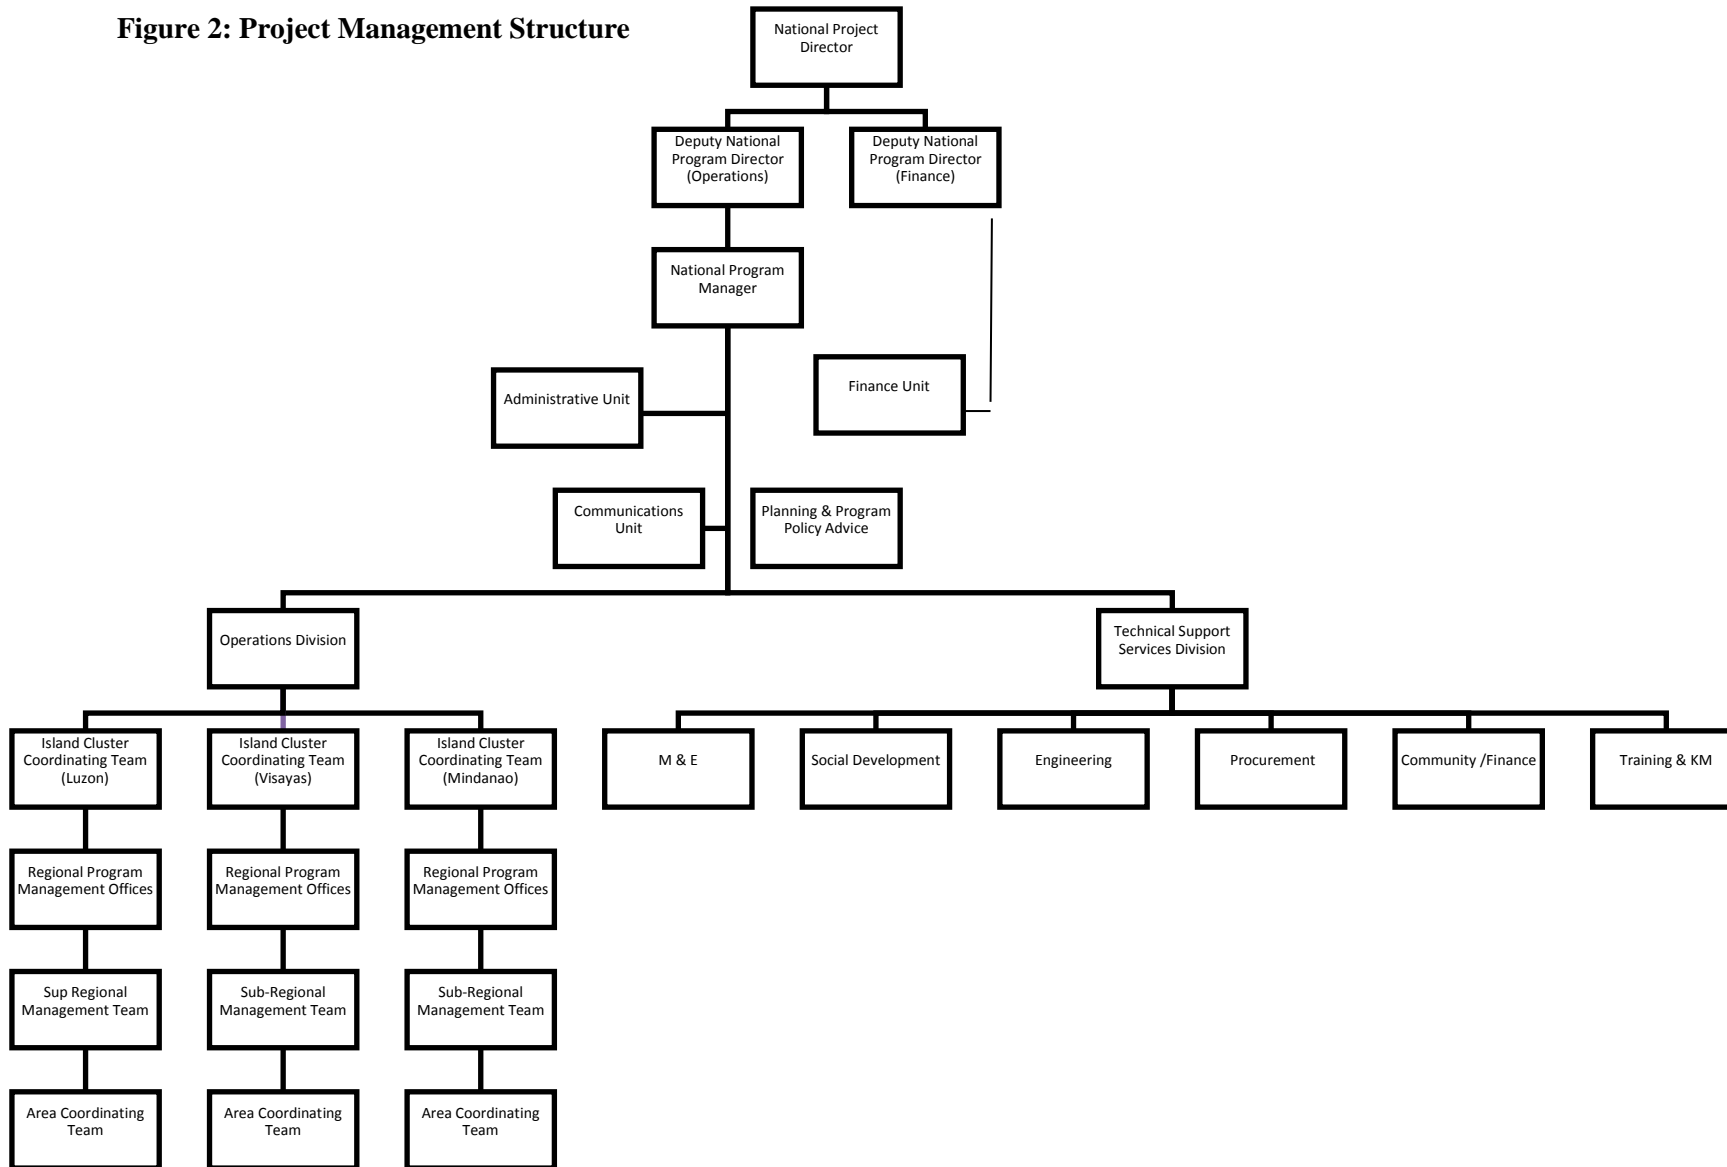 Figure 2: Project Management Structure
National Project
Director
Deputy National
Program Director
(Operations)
Deputy National
Program Director
(Finance)
National Program
Manager
Administrative Unit
Finance Unit
Communications
Unit
Planning & Program
Policy Advice
Operations Division
Technical Support
Services Division
Island Cluster
Coordinating Team
(Luzon)
Island Cluster
Coordinating Team
(Visayas)
Island Cluster
Coordinating Team
(Mindanao)
M & E
Social Development
Engineering
Procurement
Community /Finance
Training & KM
Regional Program
Management Offices
Regional Program
Management Offices
Regional Program
Management Offices
Sup Regional
Management Team
Sub-Regional
Management Team
Sub-Regional
Management Team
Area Coordinating
Team
Area Coordinating
Team
Area Coordinating
Team